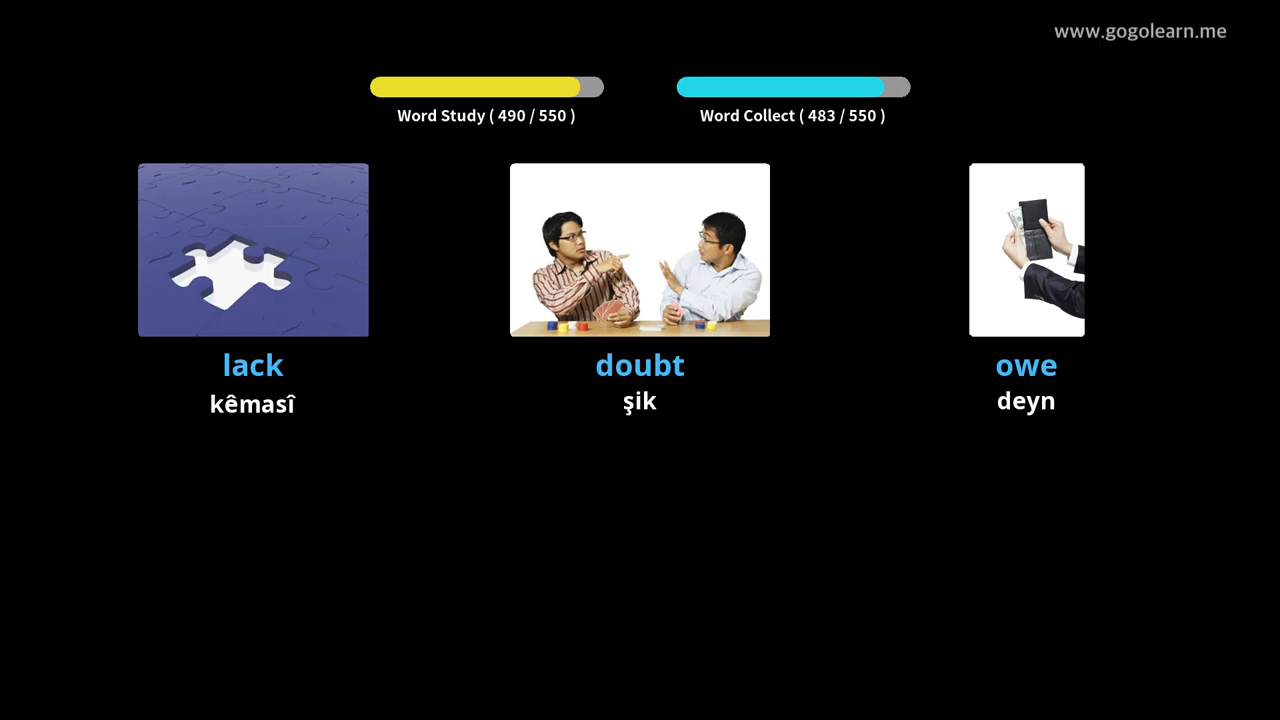 www.gogolearn.me
Word Study ( 490 / 550 )
Word Collect ( 483 / 550 )
lack
kêmasî
doubt
şik
owe
deyn